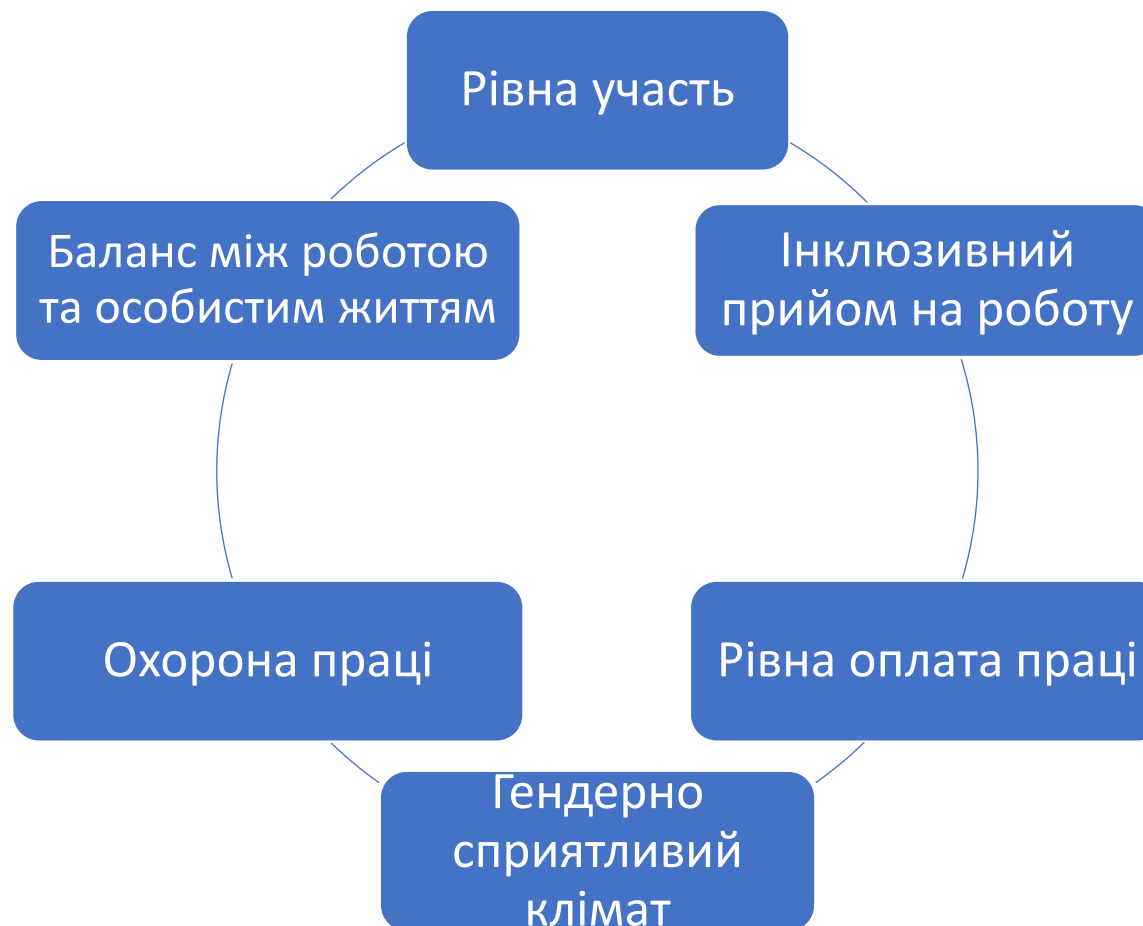 Рівна участь
Баланс між роботою
та особистим життям
Інклюзивний
прийом на роботу
Охорона праці
Рівна оплата праці
Гендерно
сприятливий
клімат